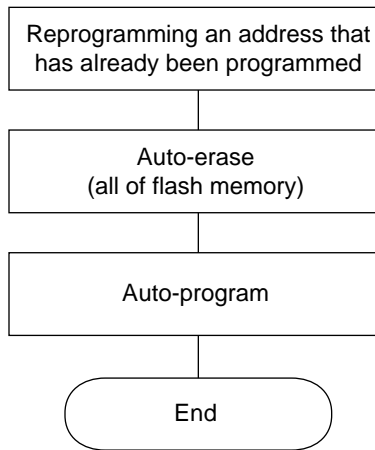 Reprogramming an address that
has already been programmed
Auto-erase
(all of flash memory)
Auto-program
End